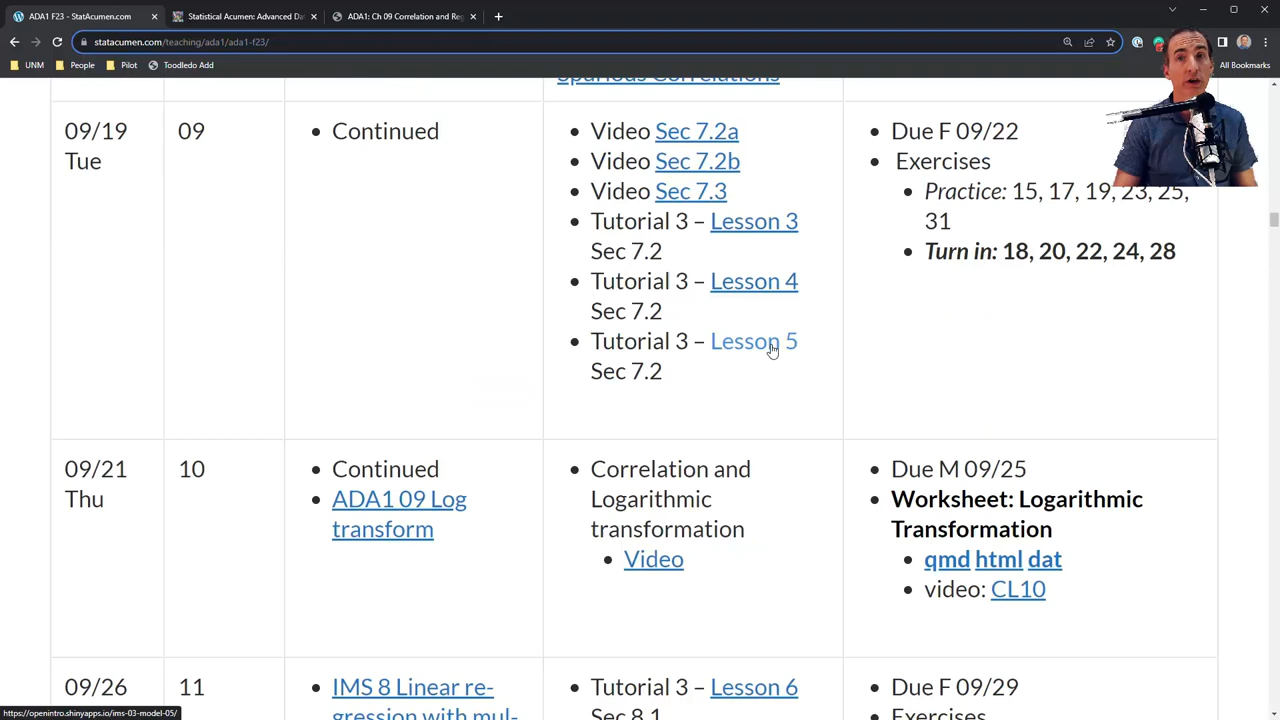 ADA1 F23 - StatAcumen.com
Statistical Acumen: Advanced Da
ADA1: Ch 09 Correlation and Reg
statacumen.com/teaching/ada1/ada1-f23/
UNM
People
Pilot
Toodledo Add
All Bookmarks
Spurious Correlations
09/19
Tue
09
Continued
Video Sec 7.2a
Video Sec 7.2b
Video Sec 7.3
Tutorial 3 – Lesson 3
Sec 7.2
Tutorial 3 – Lesson 4
Sec 7.2
Tutorial 3 – Lesson 5
Sec 7.2
Due F 09/22
Exercises
Practice: 15, 17, 19, 23, 25,
31
Turn in: 18, 20, 22, 24, 28
09/21
Thu
10
Continued
ADA1 09 Log
transform
Correlation and
Logarithmic
transformation
Video
Due M 09/25
Worksheet: Logarithmic
Transformation
qmd html dat
video: CL10
09/26
11
IMS 8 Linear re-
gression with mul-
Tutorial 3 – Lesson 6
Sec 8.1
Due F 09/29
Exercises
https://openintro.shinyapps.io/ims-03-model-05/